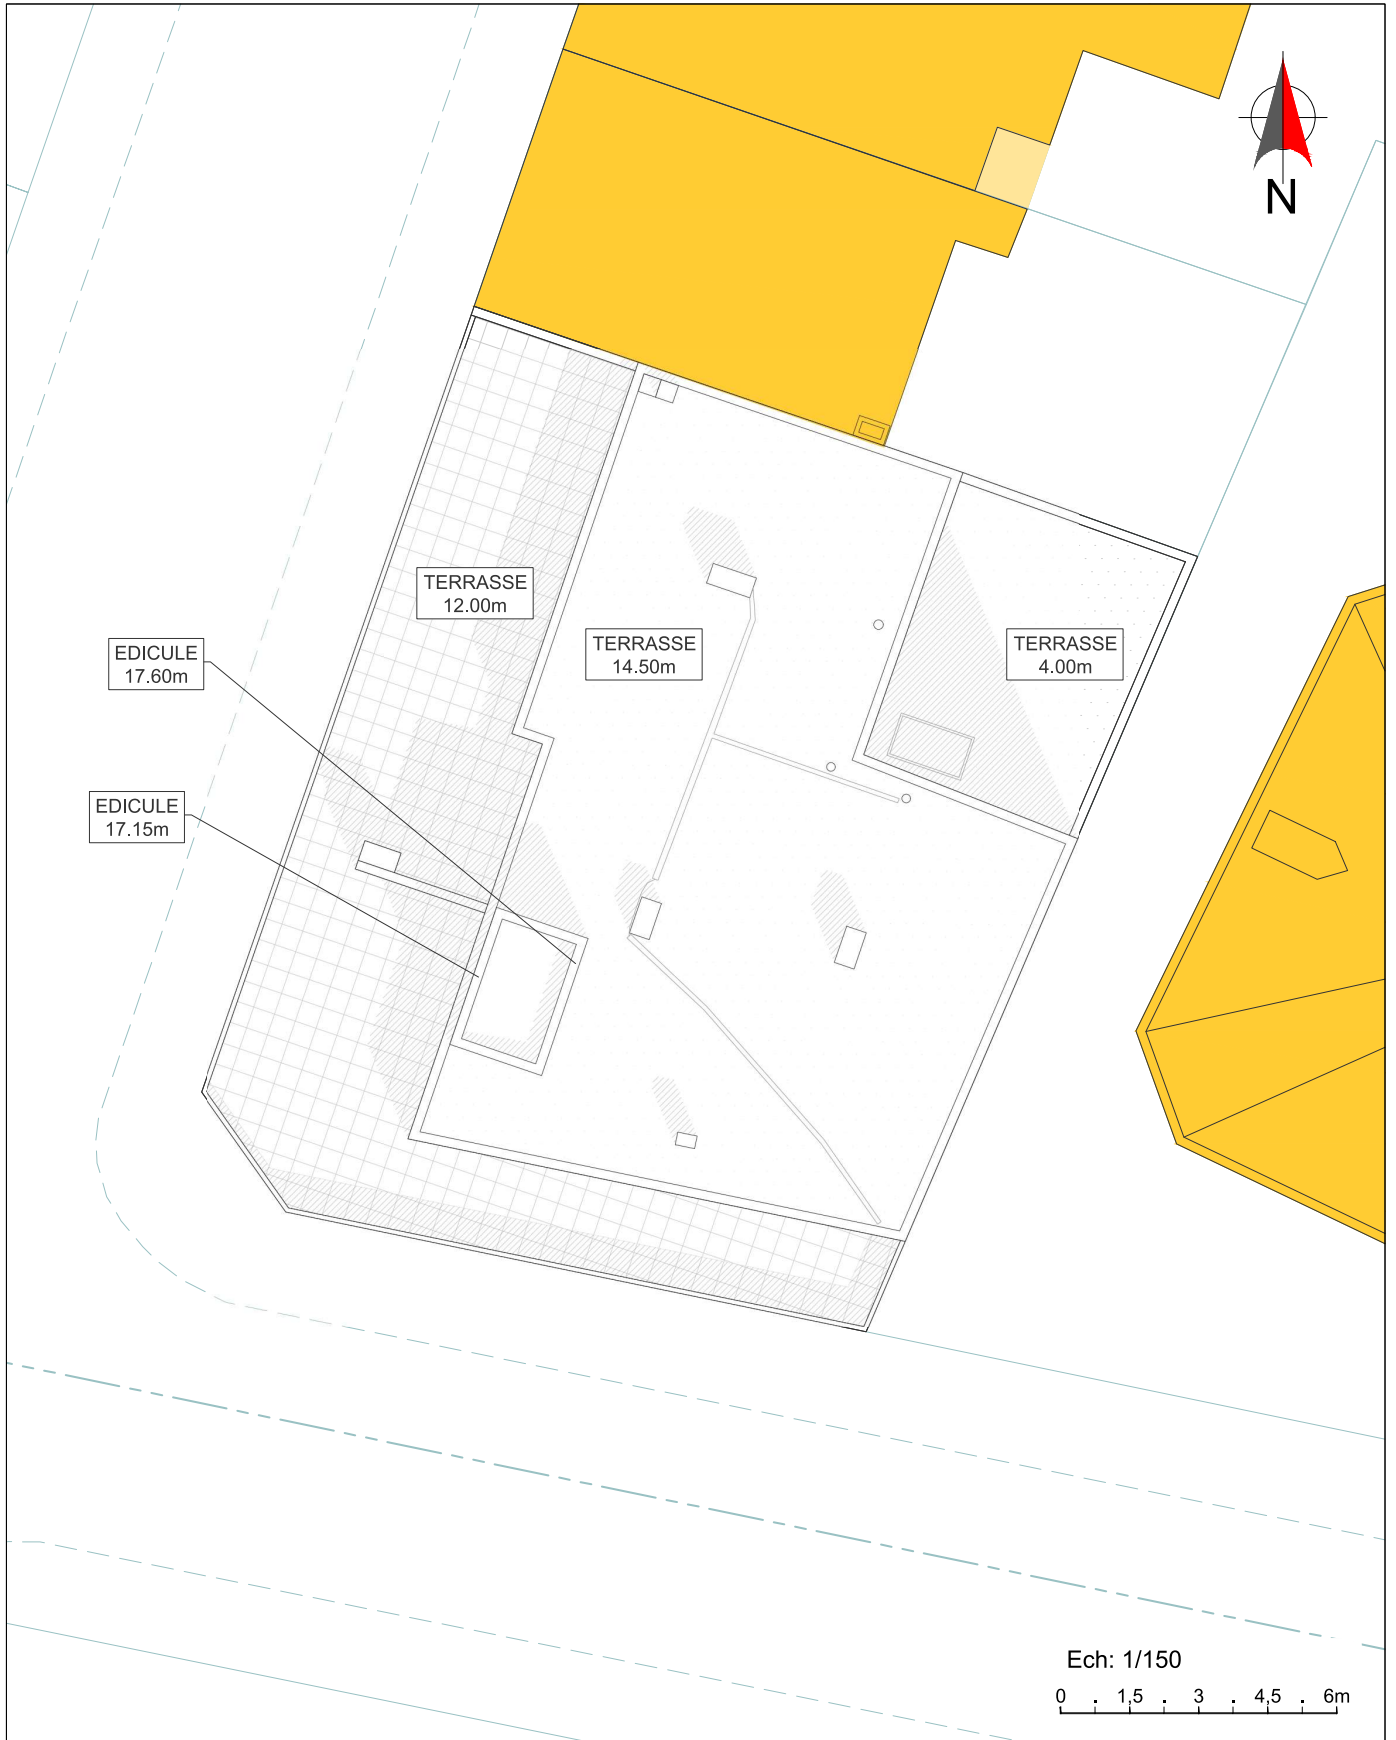 N
TERRASSE
12.00m
TERRASSE
14.50m
TERRASSE
4.00m
EDICULE
17.60m
EDICULE
17.15m
Ech: 1/150
0 . 1,5 . 3 . 4,5 . 6m